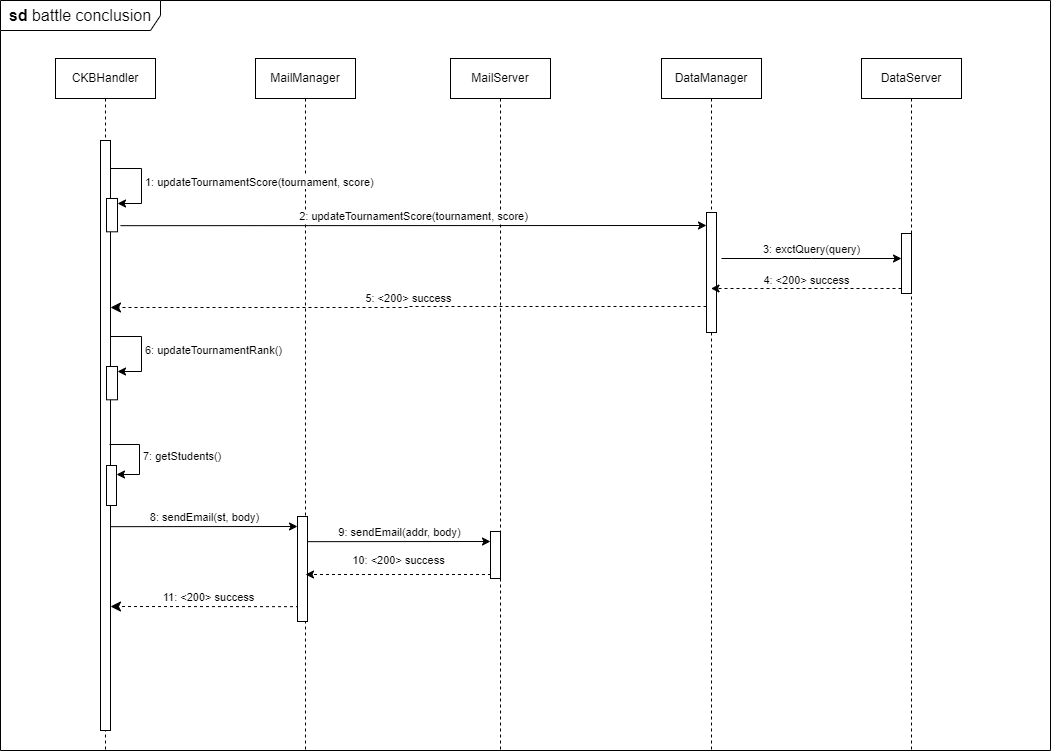 sd battle conclusion
CKBHandler
MailManager
MailServer
DataManager
DataServer
1: updateTournamentScore(tournament, score)
2: updateTournamentScore(tournament, score)
3: exctQuery(query)
4: <200> success
5: <200> success
6: updateTournamentRank()
7: getStudents()
8: sendEmail(st, body)
9: sendEmail(addr, body)
10: <200> success
11: <200> success